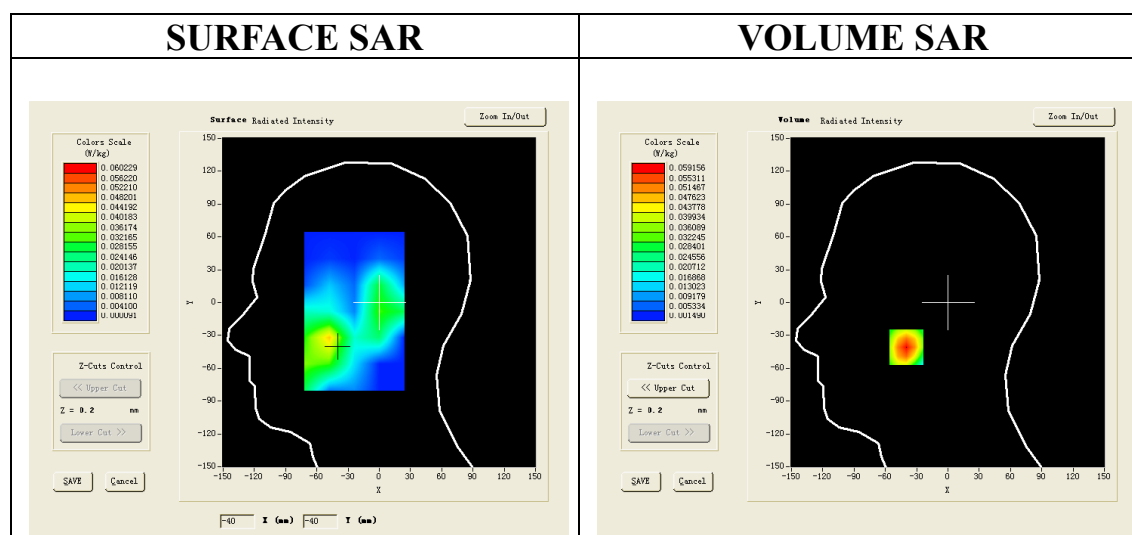 SURFACE SAR
VOLUME SAR
Surface Radiated Intensity
Zoom In/Out
Colors Scale
(W/kg)
0.060229
0.056220
0.052210
0.048201
0.044192
0.040183
0.036174
0.032165
0.028155
0.024146
0.020137
0.016128
0.012119
0.008110
0.004100
0.000091
Z-Cuts Control
<< Upper Cut
Z = 0.2 mm
Lower Cut >>
SAVE Cancel
150
120
90
60
30
0
-30
-60
-90
-120
-150
Y
-150 -120 -90 -60 -30 0 30 60 90 120 150
X
-40 X (mm) -40 Y (mm)
Volume Radiated Intensity
Zoom In/Out
Colors Scale
(W/kg)
0.059156
0.055311
0.051467
0.047623
0.043778
0.039934
0.036089
0.032245
0.028401
0.024556
0.020712
0.016868
0.013023
0.009179
0.005334
0.001490
Z-Cuts Control
<< Upper Cut
Z = 0.2 mm
Lower Cut >>
SAVE Cancel
150
120
90
60
30
0
-30
-60
-90
-120
-150
Y
-150 -120 -90 -60 -30 0 30 60 90 120 150
X